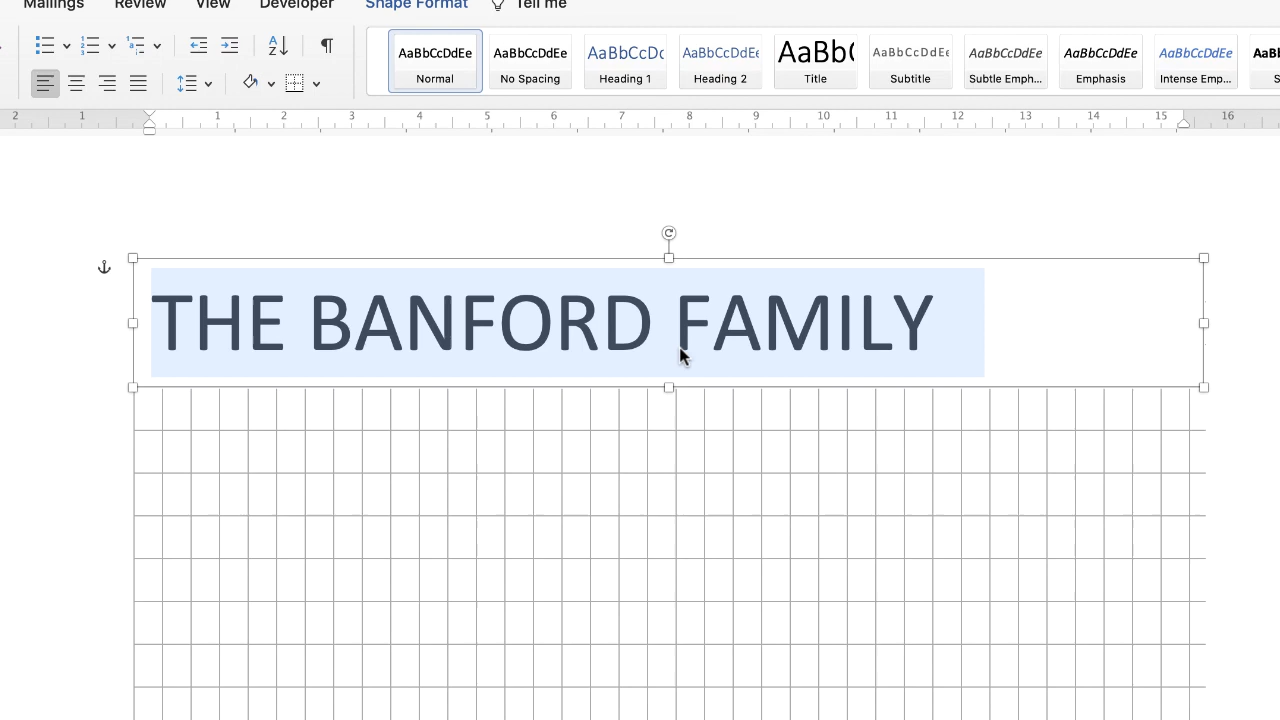 Mailings Review View Developer Shape Format Tell me
AaBbCcDdEe AaBbCcDdEe AaBbCcDc AaBbCcDdEe AaBb( AaBbCcDdEe AaBbCcDdEe AaBbCcDdEe AaBbCcDdEe
Normal No Spacing Heading 1 Heading 2 Title Subtitle Subtle Emph... Emphasis Intense Emp...
2 1 1 2 3 4 5 6 7 8 9 10 11 12 13 14 15 16
THE BANFORD FAMILY